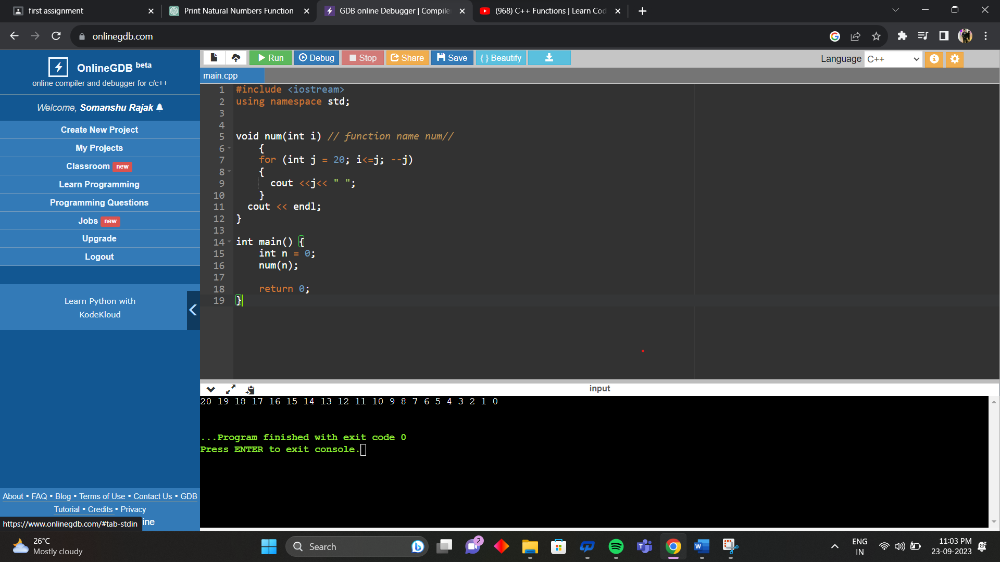 first assignment
Print Natural Numbers Function
GDB online Debugger | Compile
(968) C++ Functions | Learn Cod
onlinegdb.com
OnlineGDB beta
online compiler and debugger for c/c++
Welcome, Somanshu Rajak
Create New Project
My Projects
Classroom new
Learn Programming
Programming Questions
Jobs new
Upgrade
Logout
Learn Python with
KodeKloud
About • FAQ • Blog • Terms of Use • Contact Us • GDB
Tutorial • Credits • Privacy
ine
https://www.onlinegdb.com/#tab-stdin
Run Debug Stop Share Save { } Beautify
Language C++
main.cpp
1 #include <iostream>
2 using namespace std;
3
4
5 void num(int i) // function name num//
6 {
7 for (int j = 20; i<=j; --j)
8 {
9 cout <<j<< " ";
10 }
11 cout << endl;
12 }
13
14 int main() {
15 int n = 0;
16 num(n);
17
18 return 0;
19 }
input
20 19 18 17 16 15 14 13 12 11 10 9 8 7 6 5 4 3 2 1 0
...Program finished with exit code 0
Press ENTER to exit console.
26°C
Mostly cloudy
Search
2
ENG
IN
11:03 PM
23-09-2023